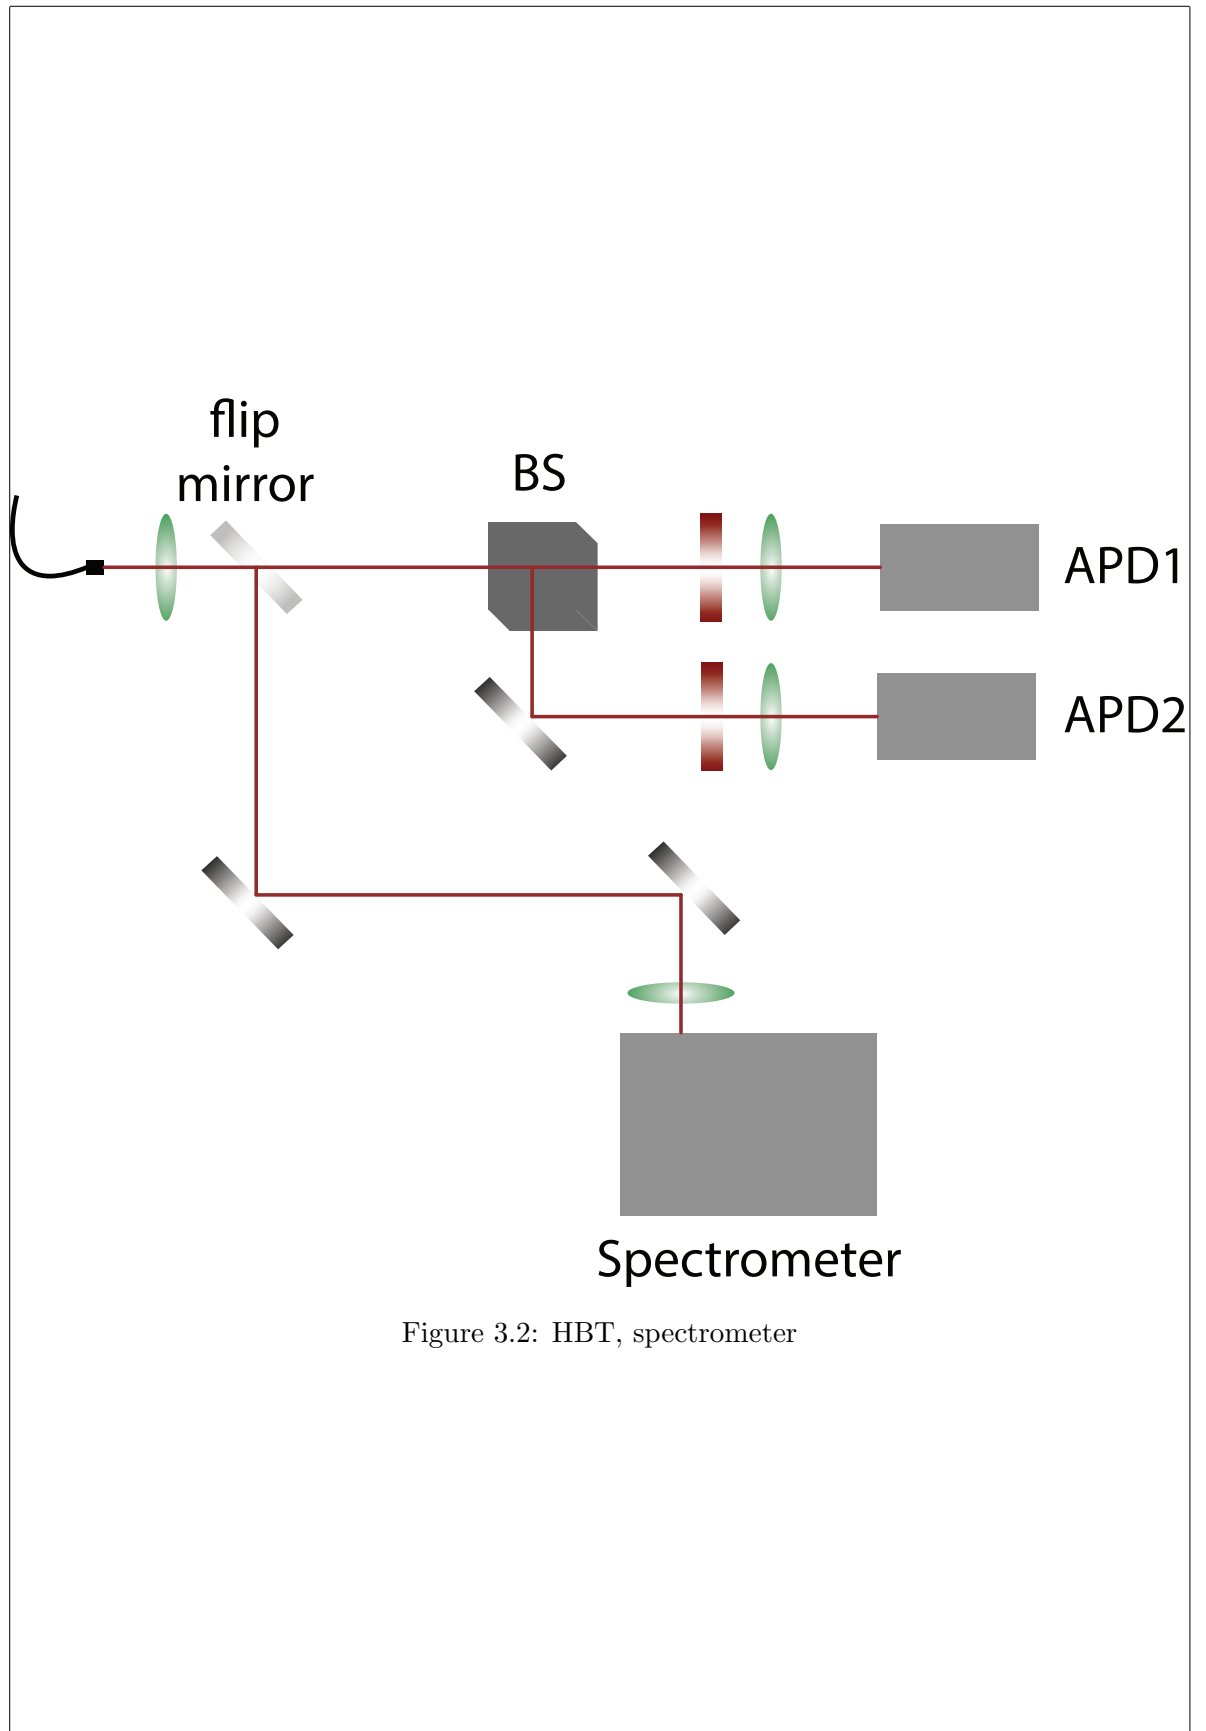 flip
mirror
BS
APD1
APD2
Spectrometer
Figure 3.2: HBT, spectrometer